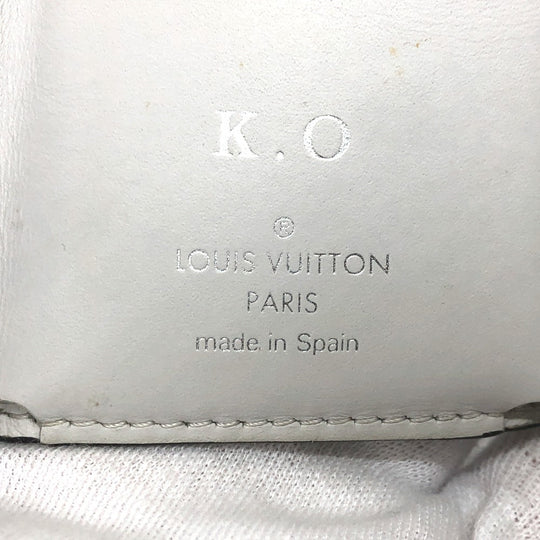 K.O
®
LOUIS VUITTON
PARIS
made in Spain